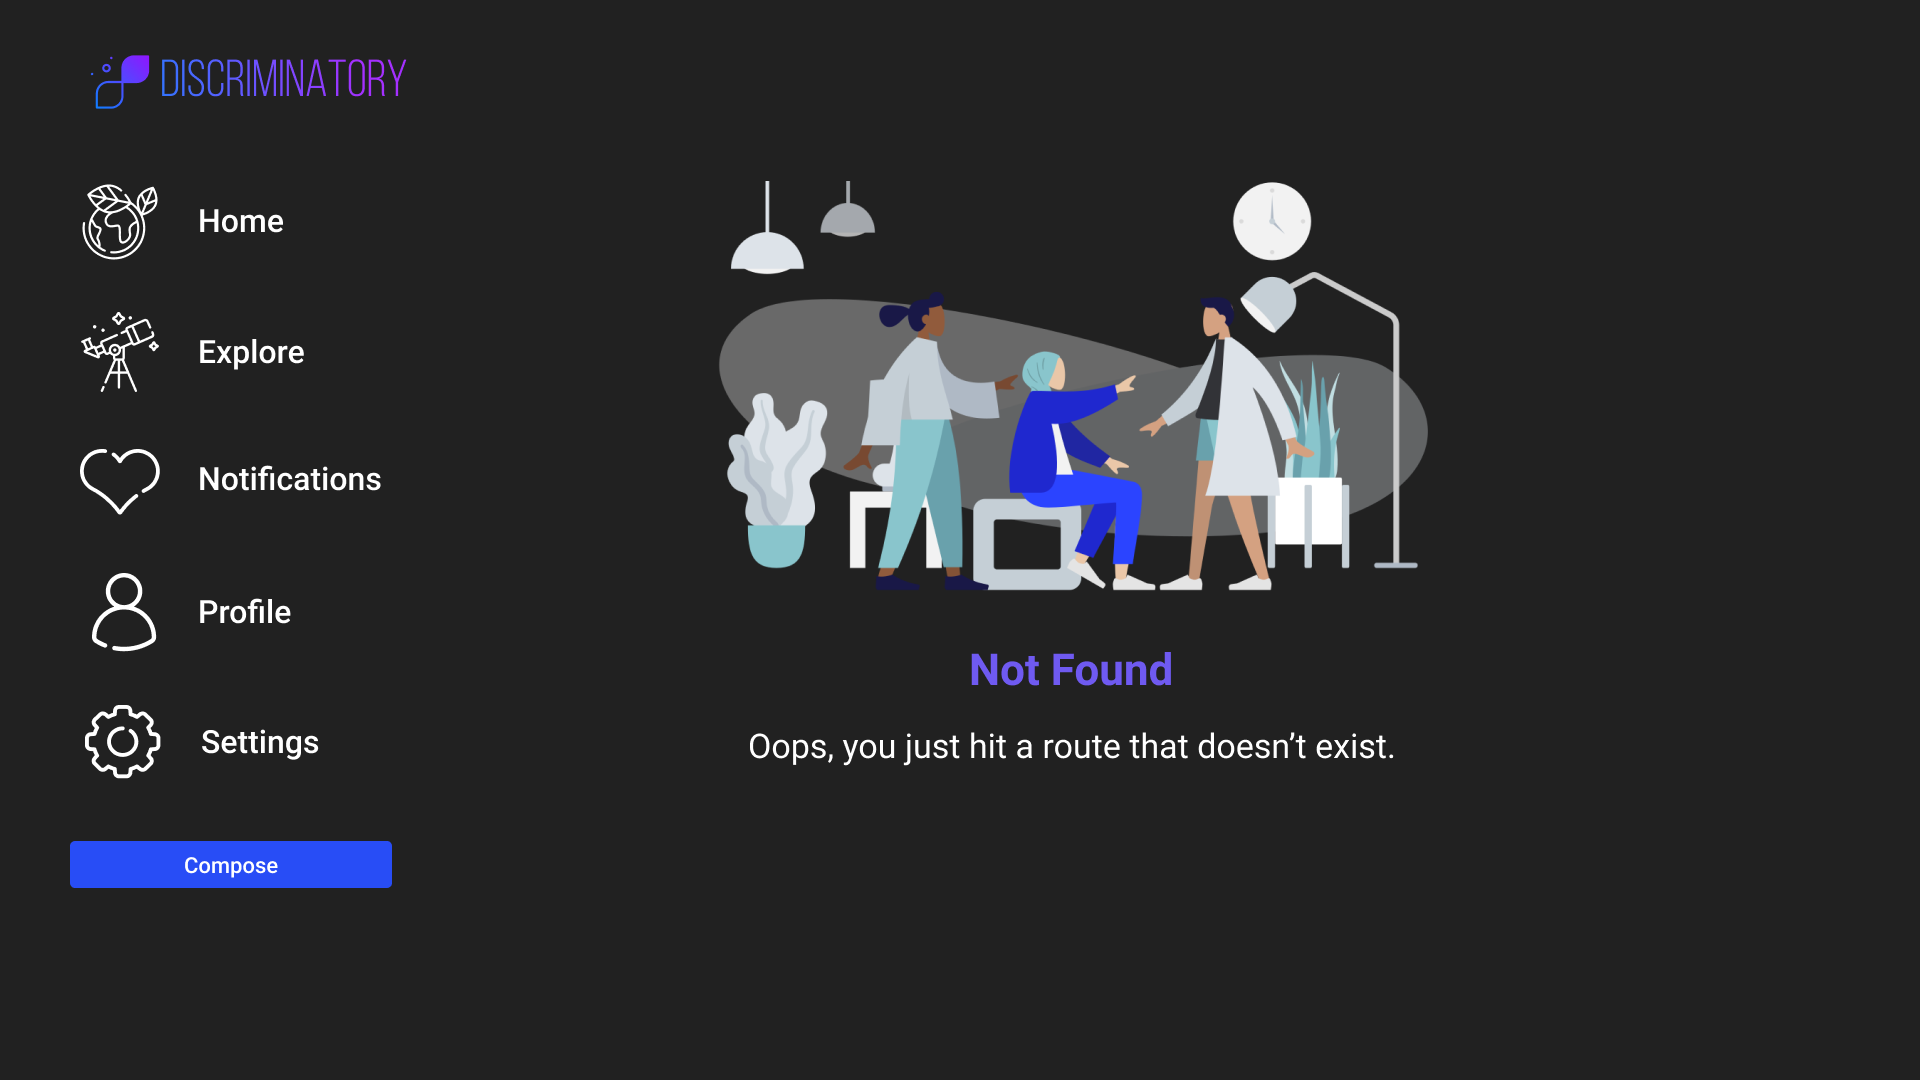 DISCRIMINATORY
Home
Explore
Notifications
Profile
Settings
Compose
Not Found
Oops, you just hit a route that doesn’t exist.